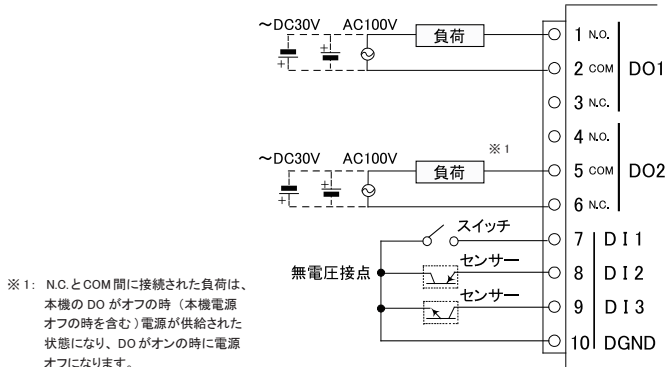 ~DC30V AC100V 負荷 1 N.O.
2 COM DO1
3 N.C.
4 N.O.
~DC30V AC100V 負荷 ※1 5 COM DO2
6 N.C.
スイッチ 7 DI1
無電圧接点 センサー 8 DI2
センサー 9 DI3
10 DGND
※1: N.C.とCOM間に接続された負荷は、
本機の DO がオフの時（本機電源
オフの時を含む）電源が供給された
状態になり、DOがオンの時に電源
オフになります。